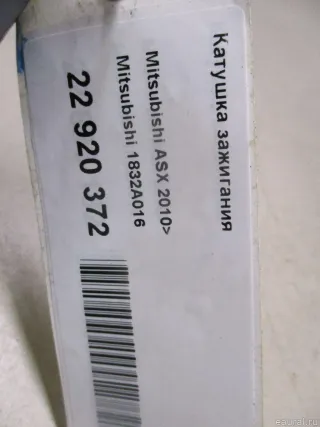 Катушка зажигания
Mitsubishi ASX 2010>
Mitsubishi 1832A016
22 920 372